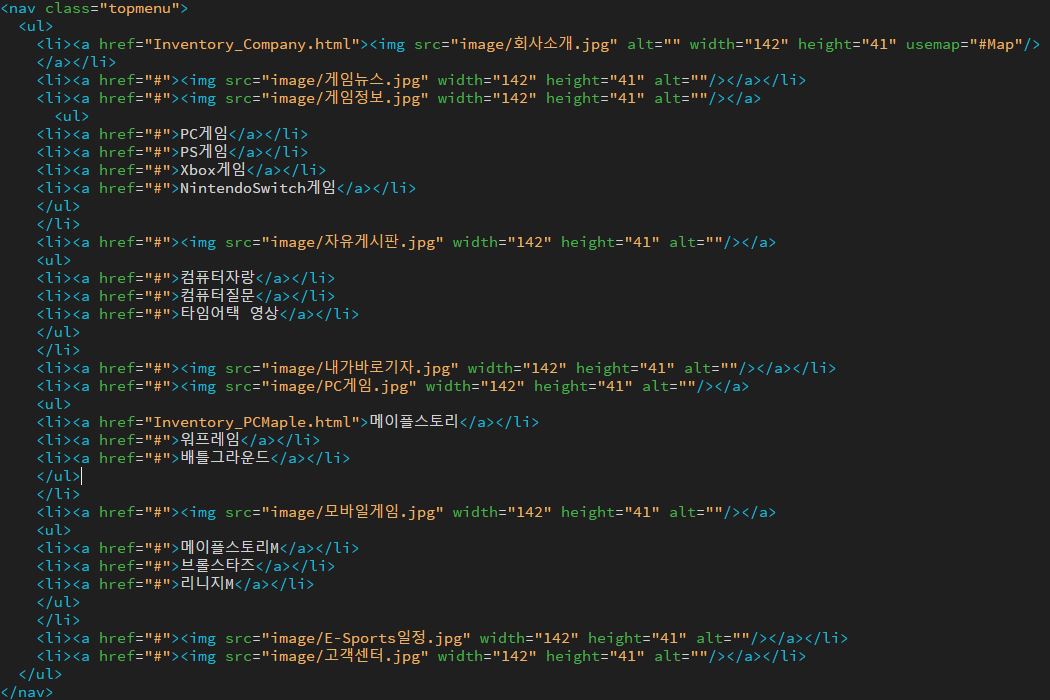 <nav class="topmenu">
<ul>
<li><a href="Inventory_Company.html"><img src="image/회사소개.jpg" alt="" width="142" height="41" usemap="#Map"/>
</a></li>
<li><a href="#"><img src="image/게임뉴스.jpg" width="142" height="41" alt=""/></a></li>
<li><a href="#"><img src="image/게임정보.jpg" width="142" height="41" alt=""/></a>
<ul>
<li><a href="#">PC게임</a></li>
<li><a href="#">PS게임</a></li>
<li><a href="#">Xbox게임</a></li>
<li><a href="#">NintendoSwitch게임</a></li>
</ul>
</li>
<li><a href="#"><img src="image/자유게시판.jpg" width="142" height="41" alt=""/></a>
<ul>
<li><a href="#">컴퓨터자랑</a></li>
<li><a href="#">컴퓨터질문</a></li>
<li><a href="#">타임어택 영상</a></li>
</ul>
</li>
<li><a href="#"><img src="image/내가바로기자.jpg" width="142" height="41" alt=""/></a></li>
<li><a href="#"><img src="image/PC게임.jpg" width="142" height="41" alt=""/></a>
<ul>
<li><a href="Inventory_PCMaple.html">메이플스토리</a></li>
<li><a href="#">워프레임</a></li>
<li><a href="#">배틀그라운드</a></li>
</ul>
</li>
<li><a href="#"><img src="image/모바일게임.jpg" width="142" height="41" alt=""/></a>
<ul>
<li><a href="#">메이플스토리M</a></li>
<li><a href="#">브롤스타즈</a></li>
<li><a href="#">리니지M</a></li>
</ul>
</li>
<li><a href="#"><img src="image/E-Sports일정.jpg" width="142" height="41" alt=""/></a></li>
<li><a href="#"><img src="image/고객센터.jpg" width="142" height="41" alt=""/></a></li>
</ul>
</nav>